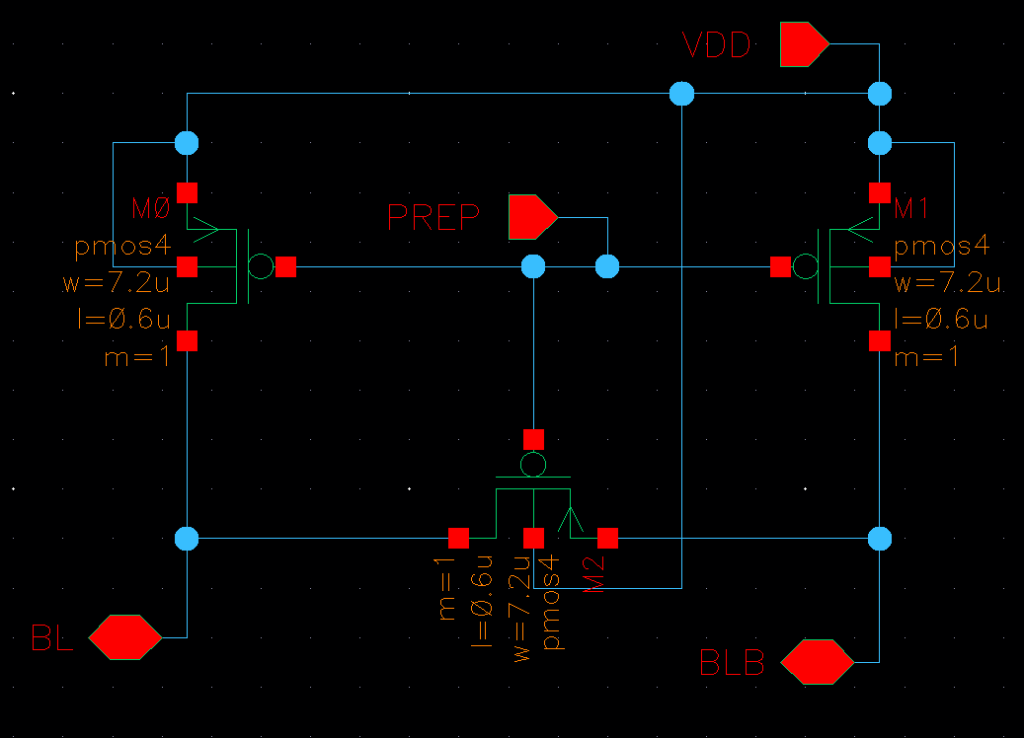 VDD
M0
pmos4
w=7.2u
l=0.6u
m=1
PREP
M1
pmos4
w=7.2u
l=0.6u
m=1
m=1
l=0.6u
w=7.2u
pmos4
M2
BL
BLB